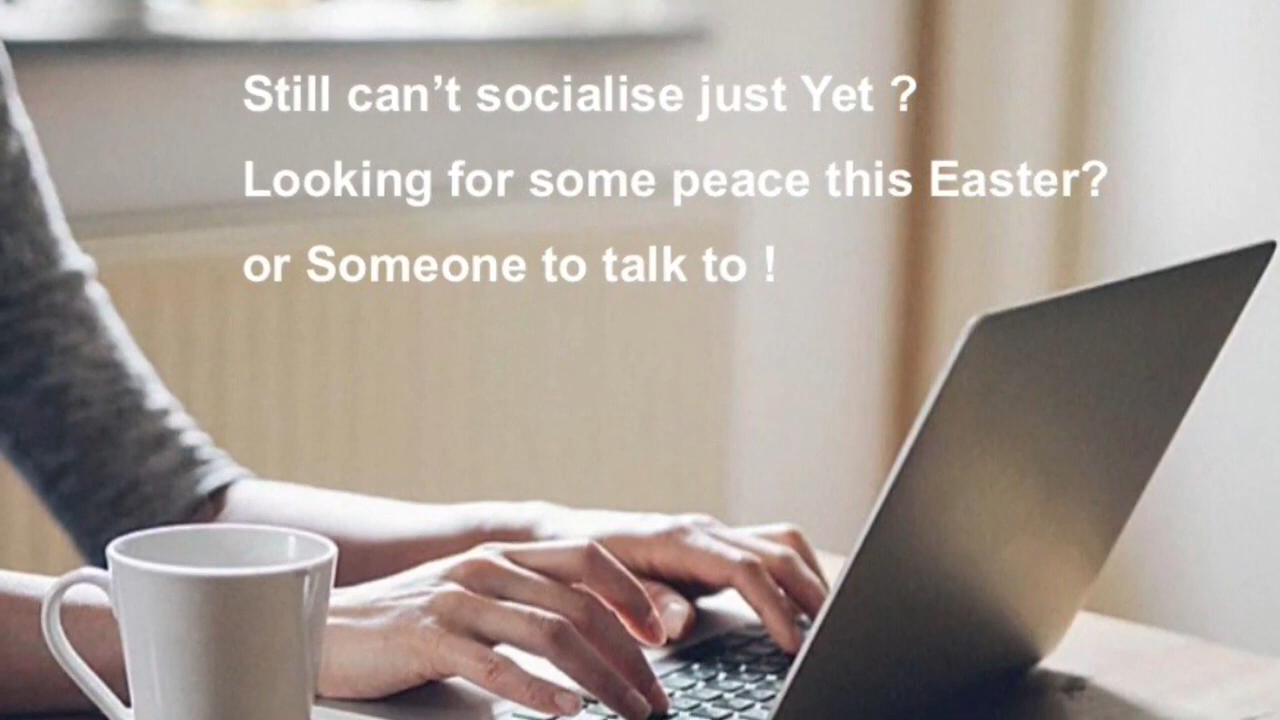 Still can’t socialise just Yet ?
Looking for some peace this Easter?
or Someone to talk to !